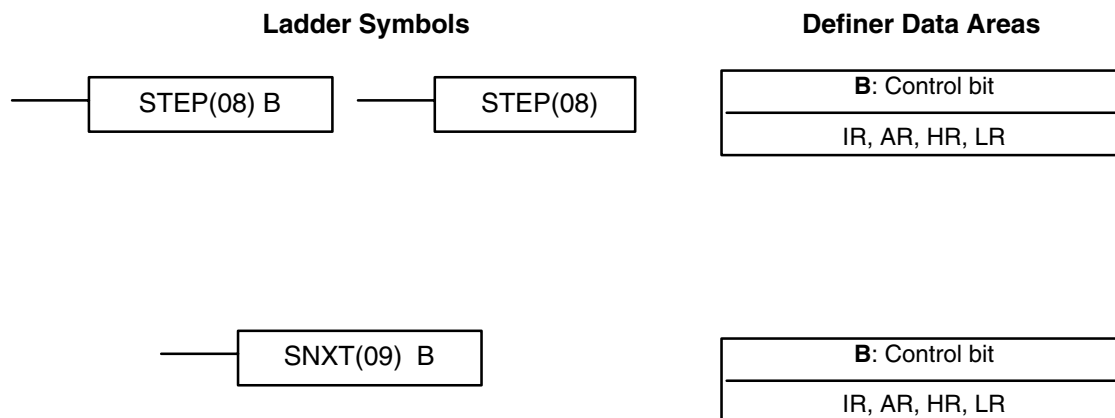 Ladder Symbols
Definer Data Areas
STEP(08) B
STEP(08)
B: Control bit
IR, AR, HR, LR
SNXT(09) B
B: Control bit
IR, AR, HR, LR